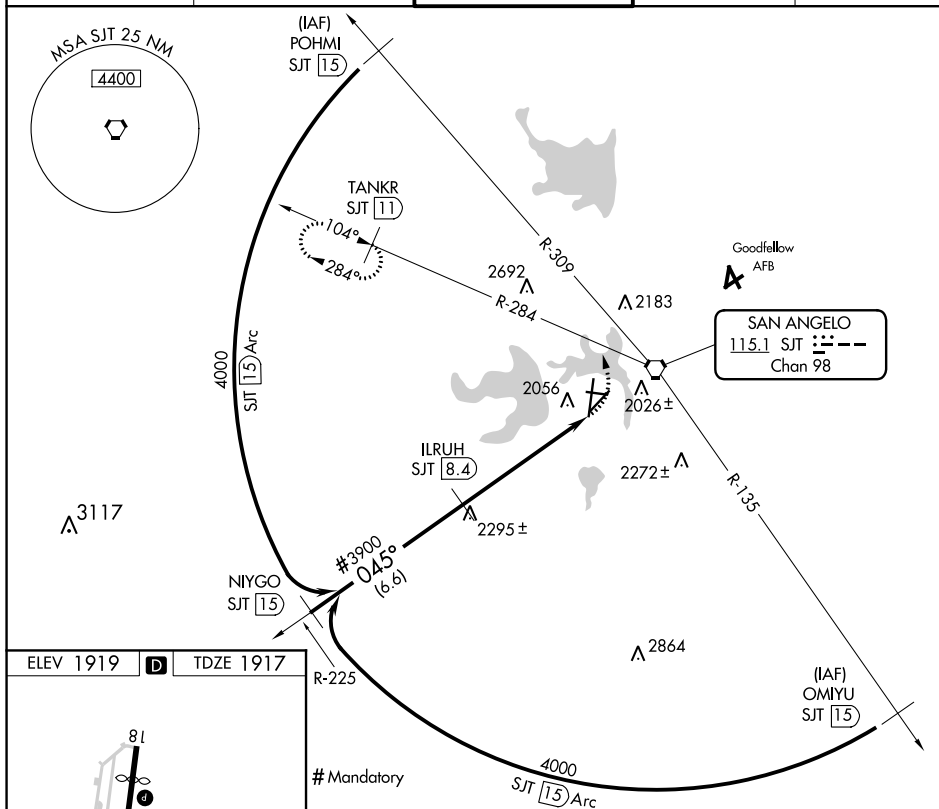 MSA SJT 25 NM
4400
(IAF)
POHMI
SJT 15
TANKR
SJT 11
104°
284°
R-309
R-284
2692
2183
Goodfellow
AFB
SAN ANGELO
115.1 SJT
Chan 98
4000
SJT 15 Arc
2056
2026±
ILRUH
SJT 8.4
2272±
R-135
3117
2295±
#3900
045°
(6.6)
NIYGO
SJT 15
R-225
2864
(IAF)
OMIYU
SJT 15
4000
SJT 15 Arc
ELEV 1919 D TDZE 1917
18
P
# Mandatory